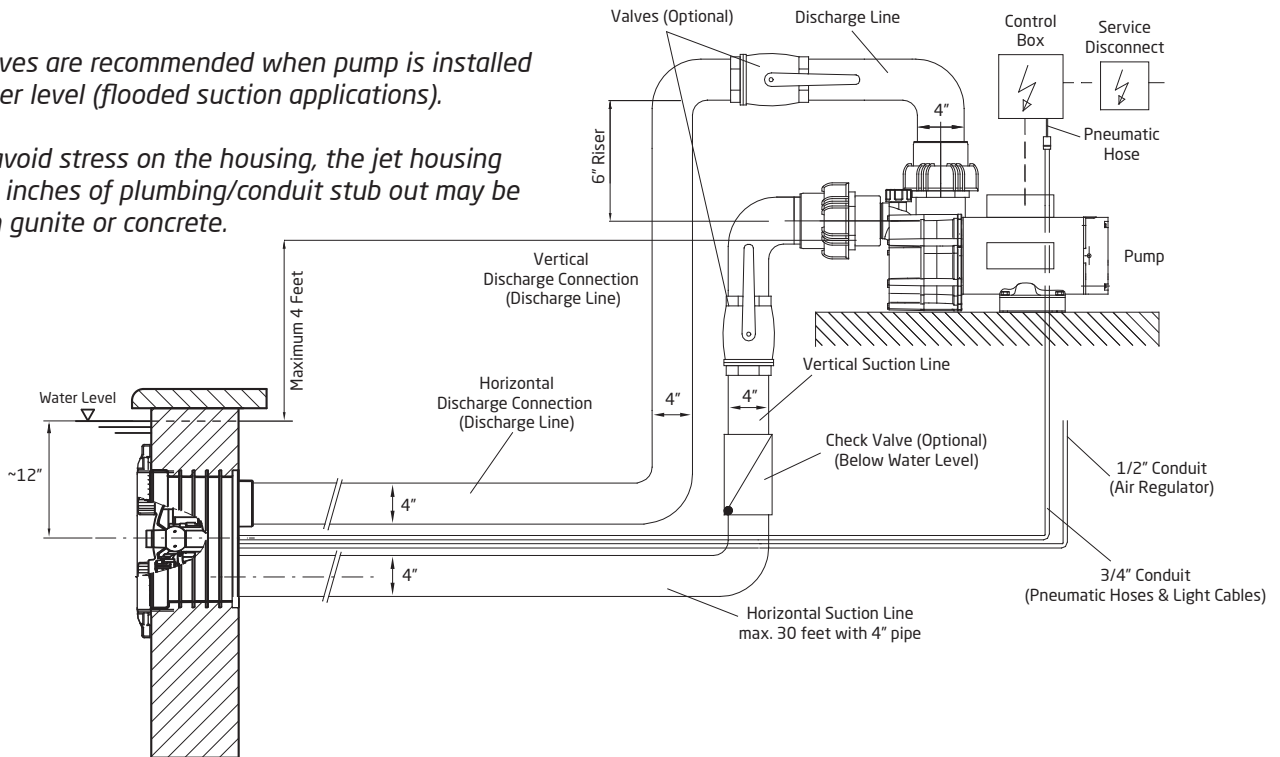 ves are recommended when pump is installed
er level (flooded suction applications).
avoid stress on the housing, the jet housing
inches of plumbing/conduit stub out may be
gunite or concrete.
Valves (Optional)
Discharge Line
Control
Box
Service
Disconnect
4"
Pneumatic
Hose
6" Riser
Vertical
Discharge Connection
(Discharge Line)
Pump
Maximum 4 Feet
Vertical Suction Line
Horizontal
Discharge Connection
(Discharge Line)
Water Level
4"
4"
Check Valve (Optional)
(Below Water Level)
~12"
1/2" Conduit
(Air Regulator)
4"
4"
3/4" Conduit
(Pneumatic Hoses & Light Cables)
Horizontal Suction Line
max. 30 feet with 4" pipe